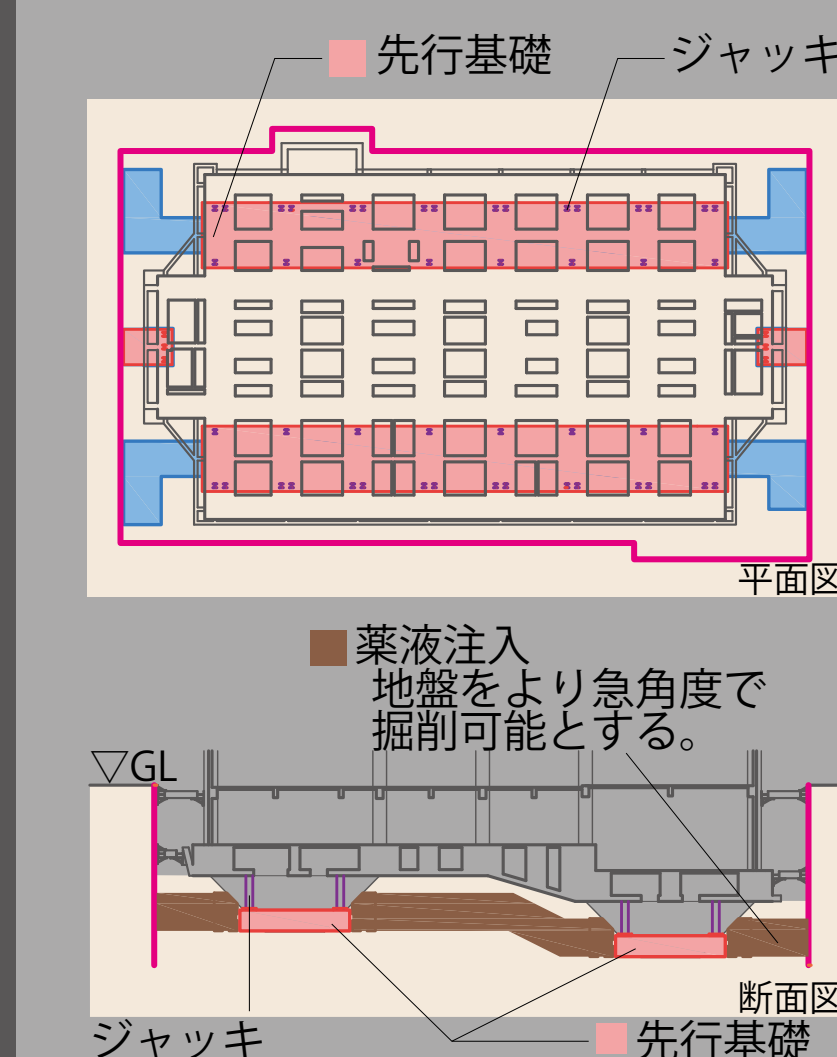 先行基礎
ジャッキ
平面図
薬液注入
地盤をより急角度で
掘削可能とする。
▽GL
断面図
ジャッキ
先行基礎